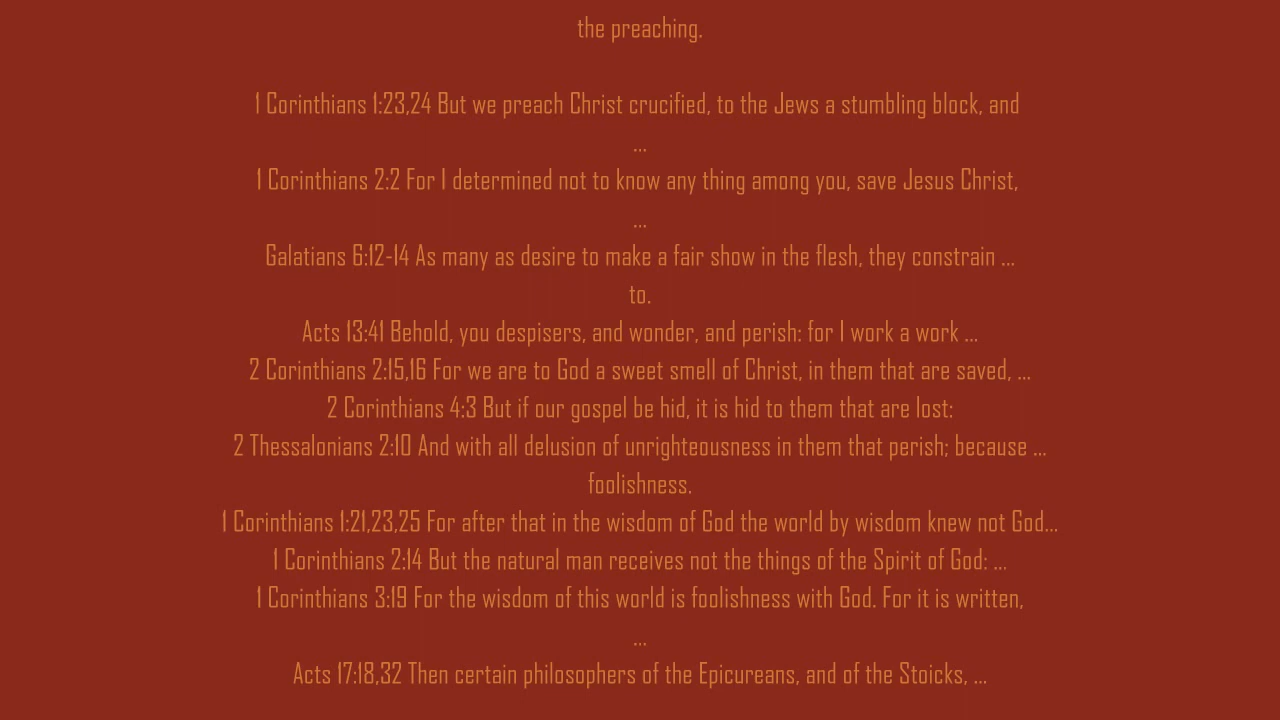 the preaching.
1 Corinthians 1:23,24 But we preach Christ crucified, to the Jews a stumbling block, and
...
1 Corinthians 2:2 For I determined not to know any thing among you, save Jesus Christ,
...
Galatians 6:12-14 As many as desire to make a fair show in the flesh, they constrain ...
to.
Acts 13:41 Behold, you despisers, and wonder, and perish: for I work a work ...
2 Corinthians 2:15,16 For we are to God a sweet smell of Christ, in them that are saved, ...
2 Corinthians 4:3 But if our gospel be hid, it is hid to them that are lost:
2 Thessalonians 2:10 And with all delusion of unrighteousness in them that perish; because ...
foolishness.
1 Corinthians 1:21,23,25 For after that in the wisdom of God the world by wisdom knew not God...
1 Corinthians 2:14 But the natural man receives not the things of the Spirit of God: ...
1 Corinthians 3:19 For the wisdom of this world is foolishness with God. For it is written,
...
Acts 17:18,32 Then certain philosophers of the Epicureans, and of the Stoicks, ...